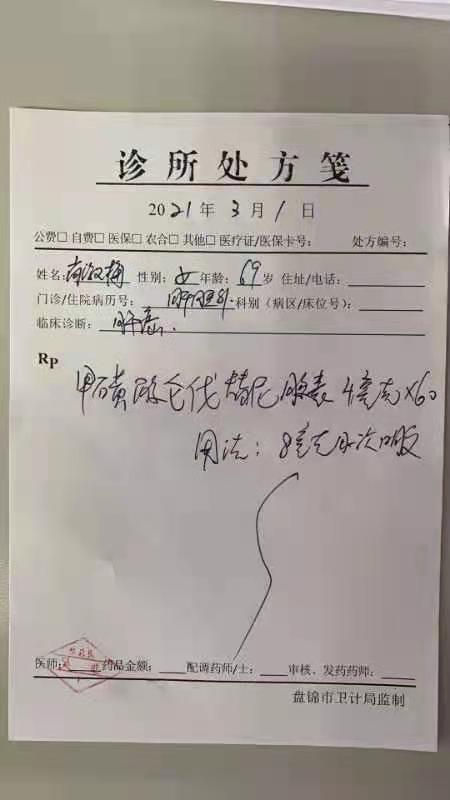 诊所处方笺
2021年3月1日
公费□ 自费□ 医保□ 农合□ 其他□ 医疗证/医保卡号： 处方编号：
姓名： 性别：女 年龄：69岁 住址/电话：
门诊/住院病历号：肝胆外 科别（病区/床位号）：
临床诊断：肝癌.
Rp
甲磺酸仑伐替尼胶囊 4毫克×60
用法：8毫克 日次口服
医师： 药品金额： 配调药师/士： 审核、发药药师：
盘锦市卫计局监制